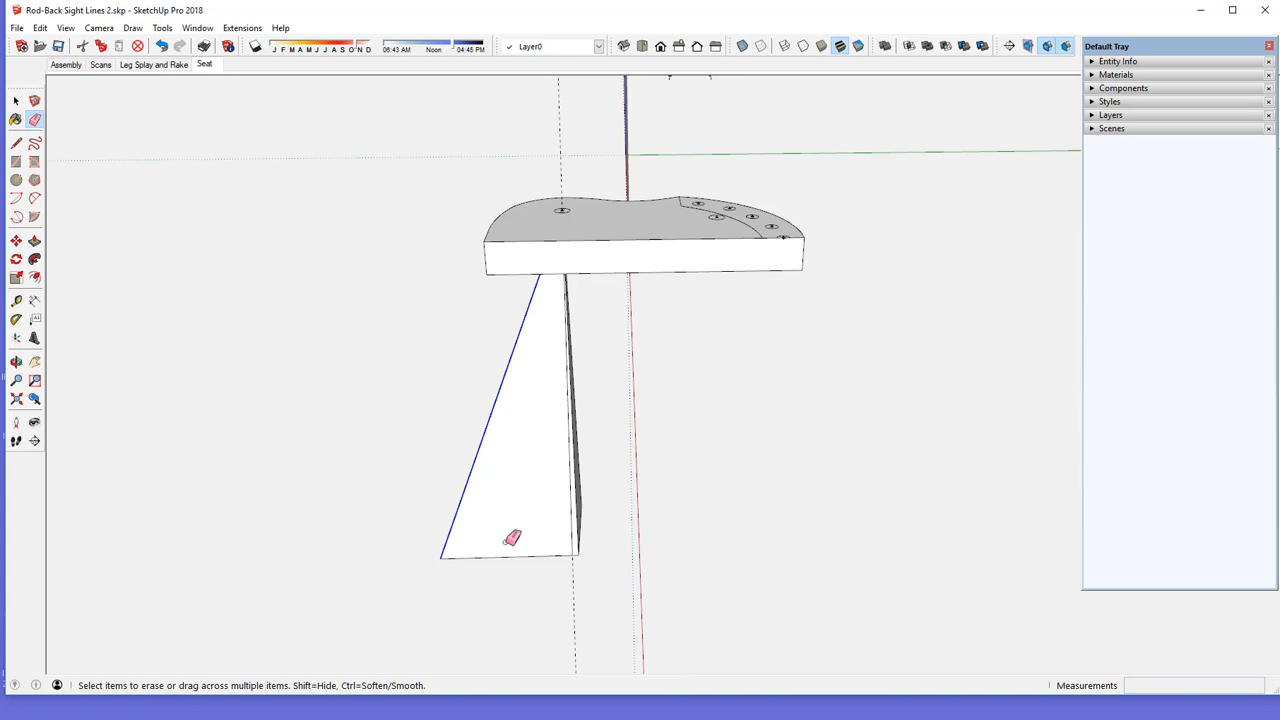 Rod-Back Sight Lines 2.skp - SketchUp Pro 2018
File Edit View Camera Draw Tools Window Extensions Help
J F M A M J J A S O N D 06:43 AM Noon 04:45 PM Layer0
Assembly Scans Leg Splay and Rake Seat
Default Tray
Entity Info
Materials
Components
Styles
Layers
Scenes
Select items to erase or drag across multiple items. Shift=Hide, Ctrl=Soften/Smooth.
Measurements